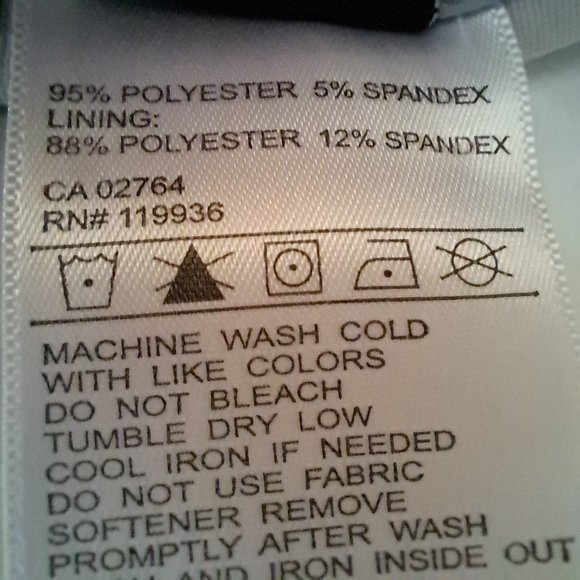 95% POLYESTER 5% SPANDEX
LINING:
88% POLYESTER 12% SPANDEX
CA 02764
RN# 119936
MACHINE WASH COLD
WITH LIKE COLORS
DO NOT BLEACH
TUMBLE DRY LOW
COOL IRON IF NEEDED
DO NOT USE FABRIC
SOFTENER REMOVE
PROMPTLY AFTER WASH
AND IRON INSIDE OUT